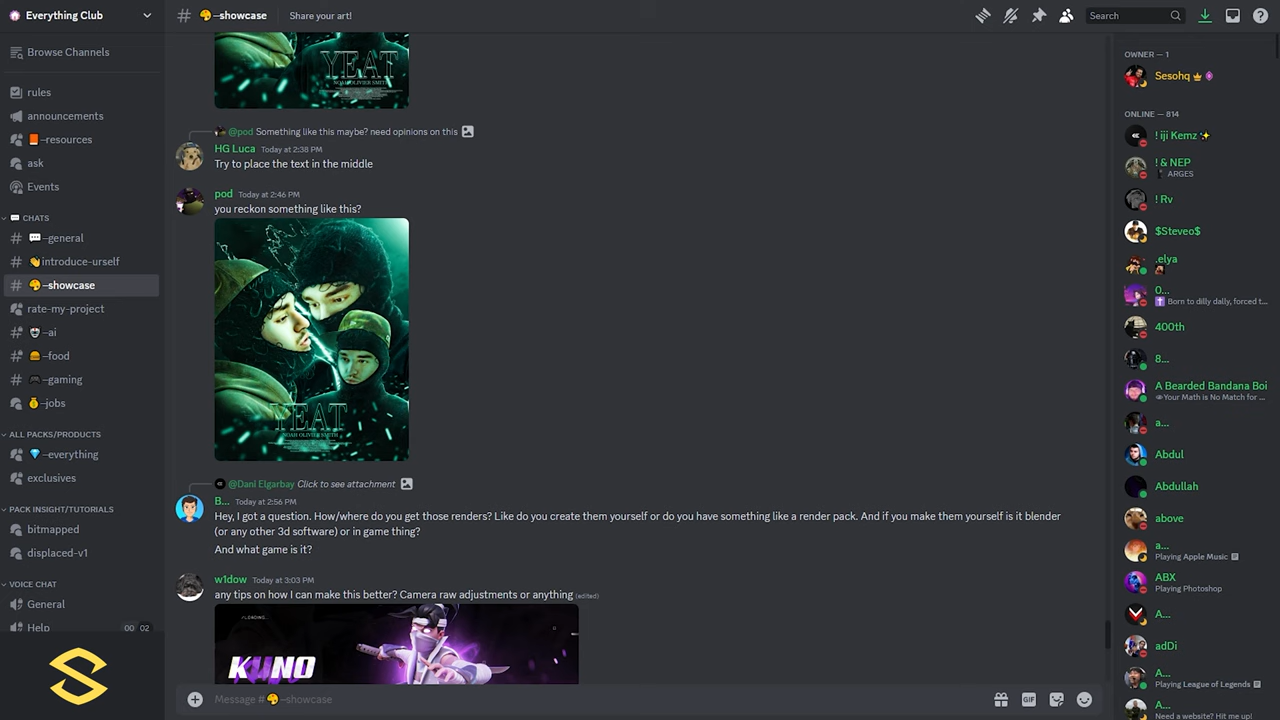 Everything Club
Browse Channels
rules
announcements
–resources
ask
Events
CHATS
–general
introduce-urself
–showcase
rate-my-project
–ai
–food
–gaming
–jobs
ALL PACKS/PRODUCTS
–everything
exclusives
PACK INSIGHT/TUTORIALS
bitmapped
displaced-v1
VOICE CHAT
General
Help
00 02
# –showcase
Share your art!
Search
YEAT
NOAH OLIVIER SMITH
@pod Something like this maybe? need opinions on this
HG Luca Today at 2:38 PM
Try to place the text in the middle
pod Today at 2:46 PM
you reckon something like this?
YEAT
NOAH OLIVIER SMITH
@Dani Elgarbay Click to see attachment
B... Today at 2:56 PM
Hey, I got a question. How/where do you get those renders? Like do you create them yourself or do you have something like a render pack. And if you make them yourself is it blender
(or any other 3d software) or in game thing?
And what game is it?
w1dow Today at 3:03 PM
any tips on how I can make this better? Camera raw adjustments or anything (edited)
KUNO
Message # –showcase
GIF
OWNER — 1
Sesohq
ONLINE — 814
! iji Kemz
! & NEP
ARGES
! Rv
$Steveo$
.elya
0...
Born to dilly dally, forced t...
400th
8...
A Bearded Bandana Boi
Your Math is No Match for ...
a...
Abdul
Abdullah
above
a...
Playing Apple Music
ABX
Playing Photoshop
A...
adDi
A...
Playing League of Legends
A...
Need a website? Hit me up!